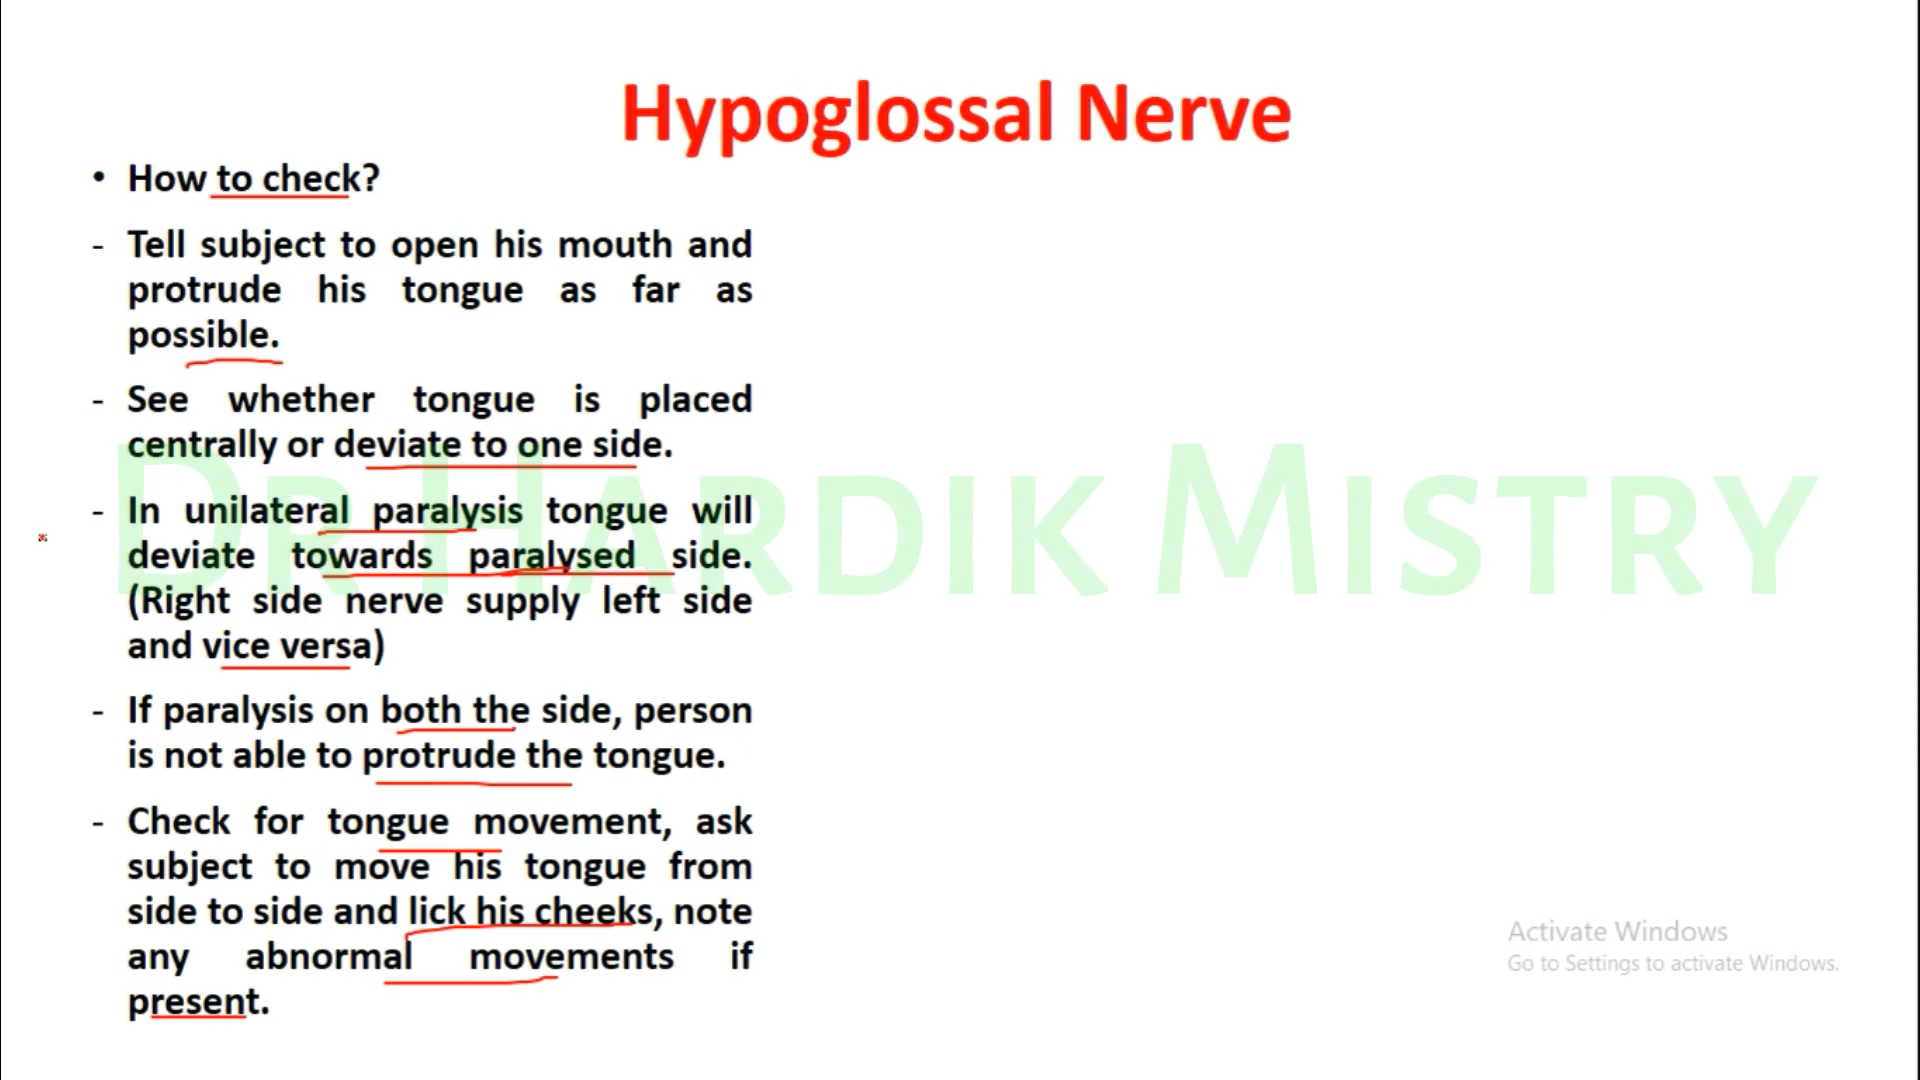 Hypoglossal Nerve
• How to check?
- Tell subject to open his mouth and
protrude his tongue as far as
possible.
- See whether tongue is placed
centrally or deviate to one side.
- In unilateral paralysis tongue will
deviate towards paralysed side.
(Right side nerve supply left side
and vice versa)
- If paralysis on both the side, person
is not able to protrude the tongue.
- Check for tongue movement, ask
subject to move his tongue from
side to side and lick his cheeks, note
any abnormal movements if
present.
DR HARDIK MISTRY
Activate Windows
Go to Settings to activate Windows.